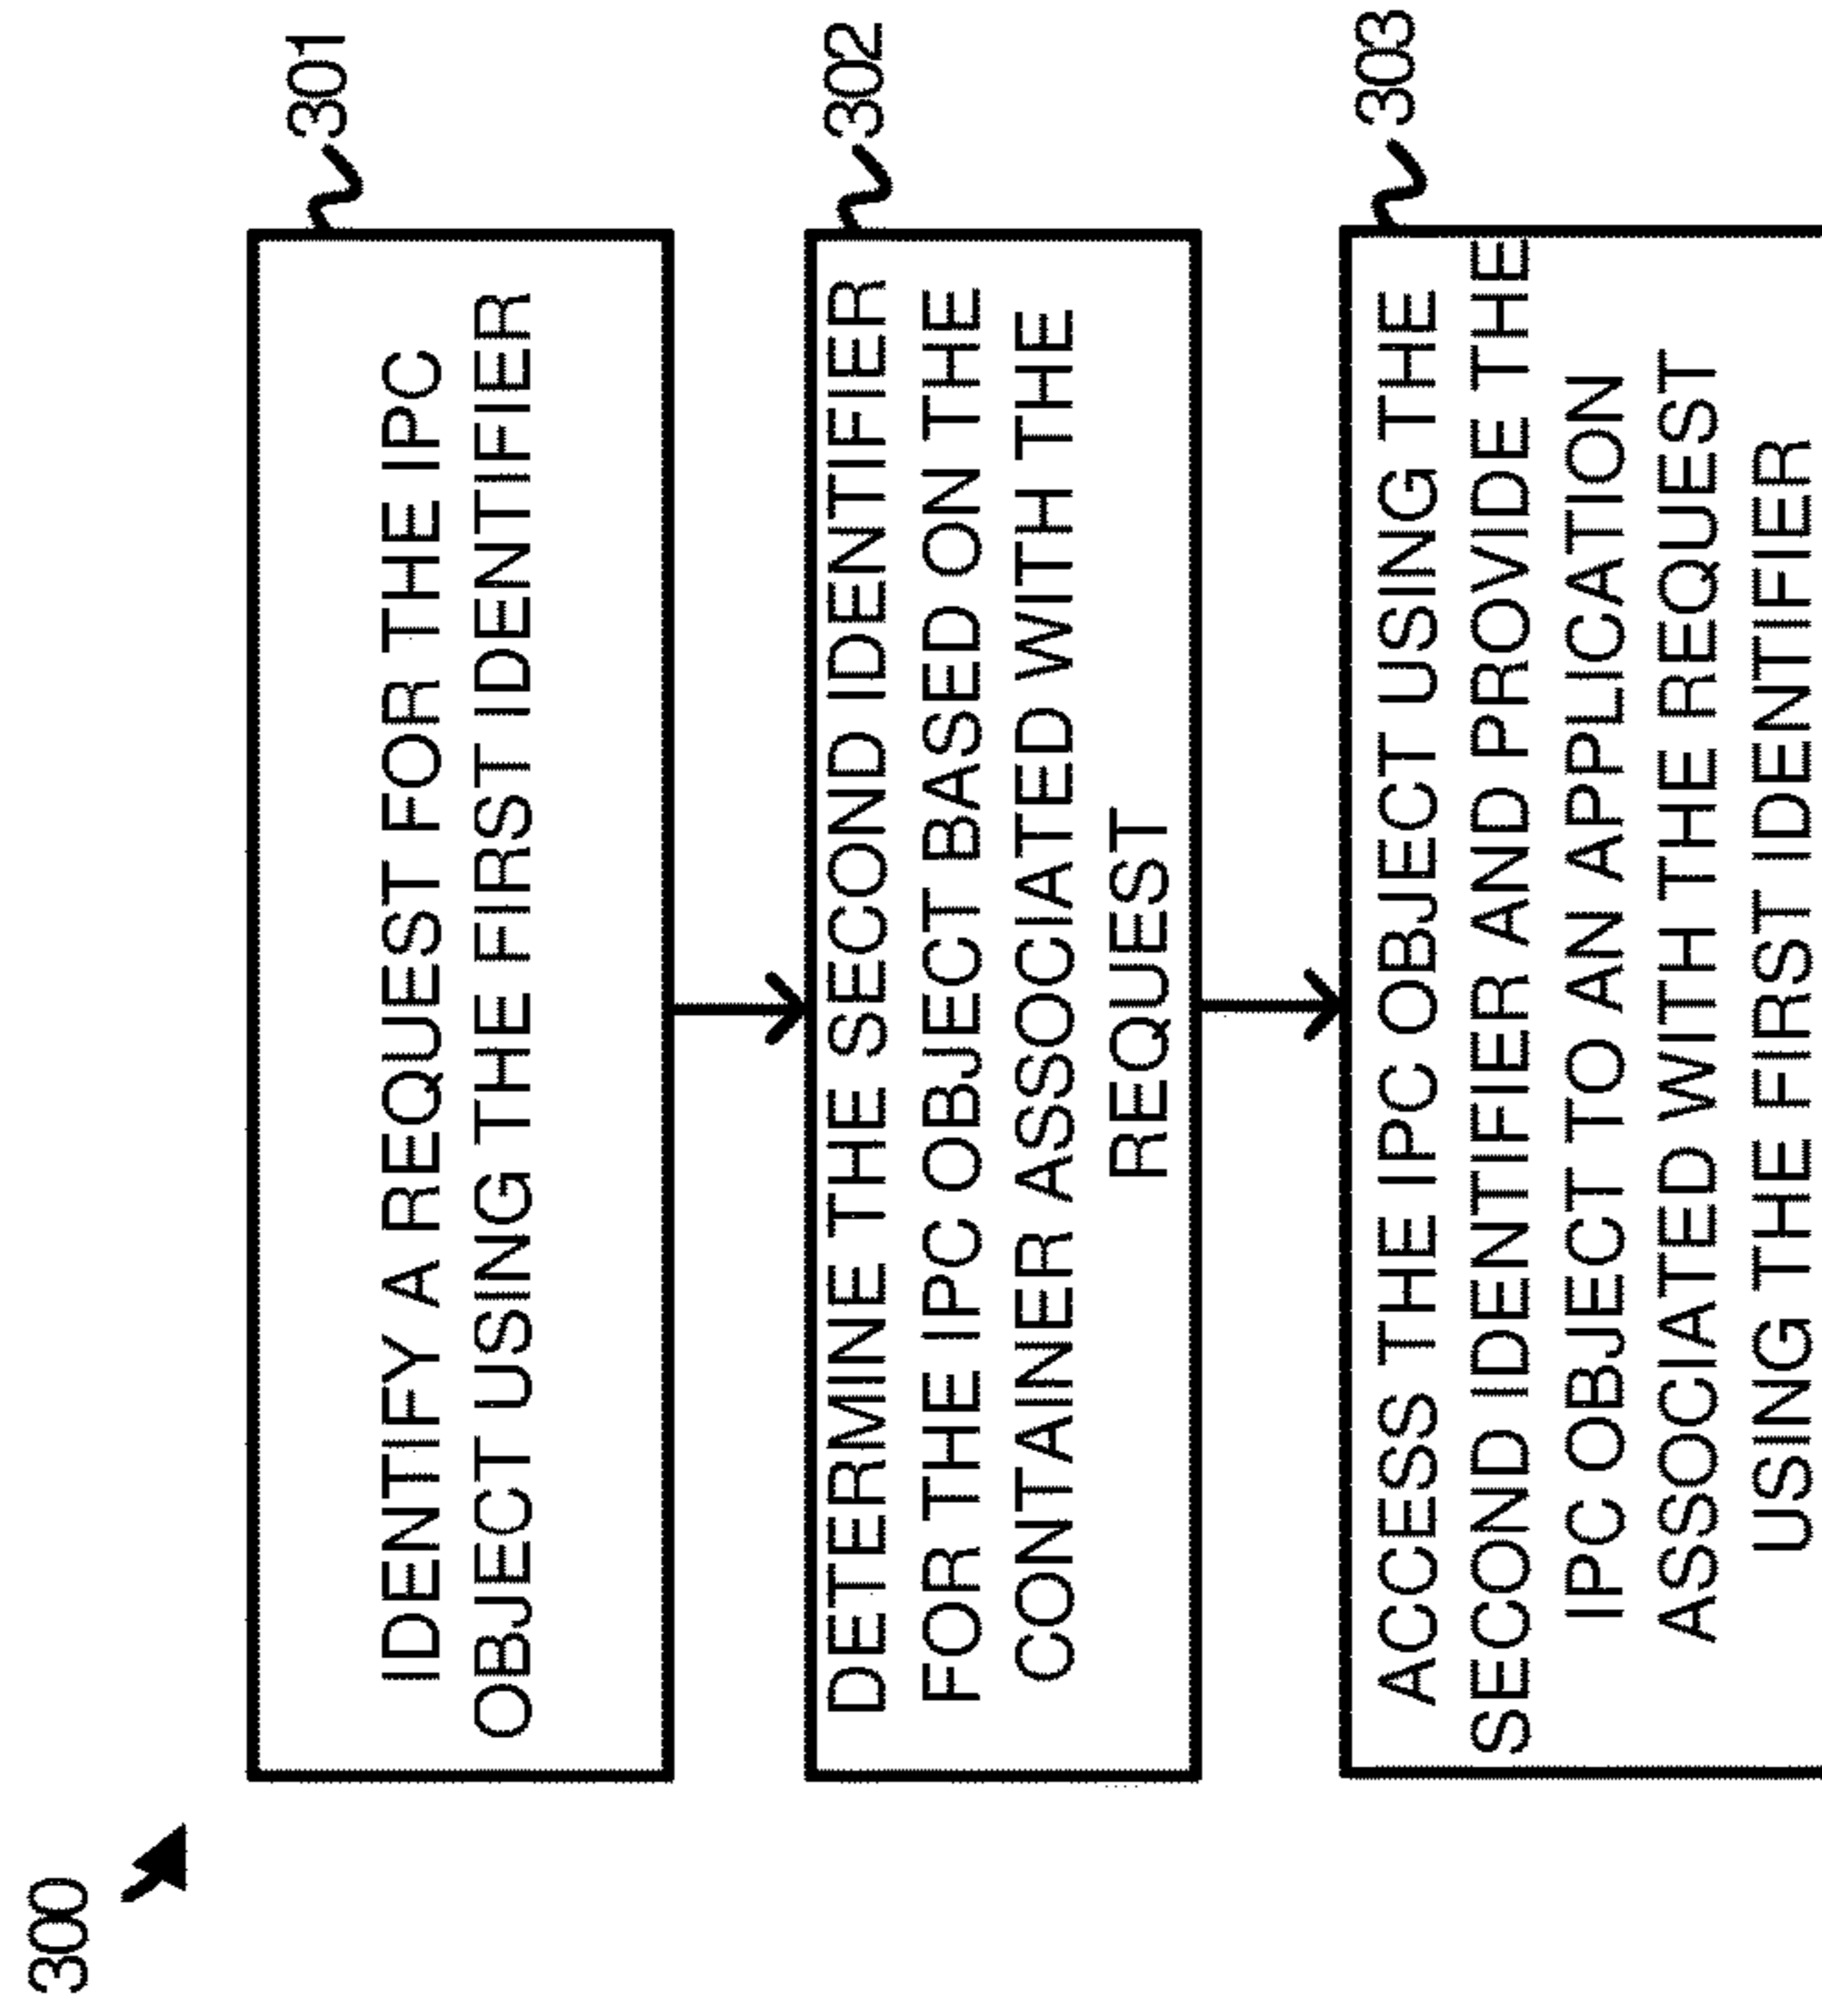 300
301
IDENTIFY A REQUEST FOR THE IPC
OBJECT USING THE FIRST IDENTIFIER
302
DETERMINE THE SECOND IDENTIFIER
FOR THE IPC OBJECT BASED ON THE
CONTAINER ASSOCIATED WITH THE
REQUEST
303
ACCESS THE IPC OBJECT USING THE
SECOND IDENTIFIER AND PROVIDE THE
IPC OBJECT TO AN APPLICATION
ASSOCIATED WITH THE REQUEST
USING THE FIRST IDENTIFIER